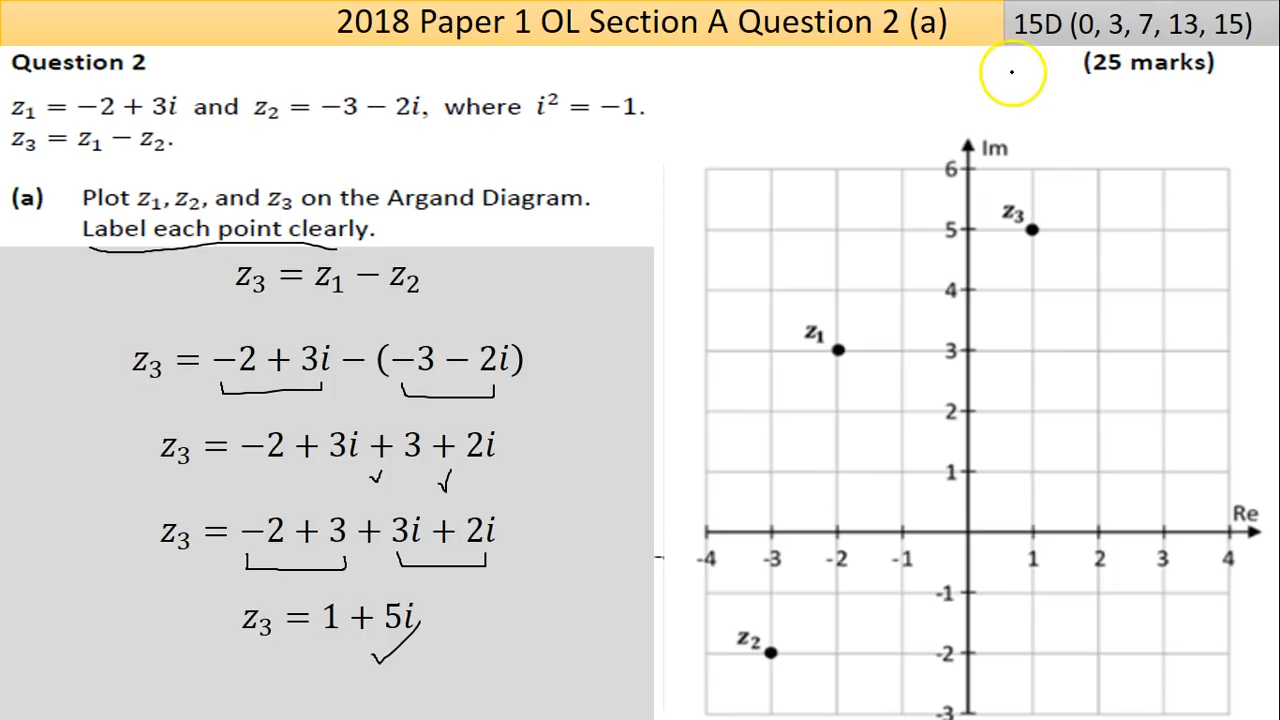 2018 Paper 1 OL Section A Question 2 (a)
15D (0, 3, 7, 13, 15)
Question 2
(25 marks)
z₁ = −2 + 3i and z₂ = −3 − 2i, where i² = −1.
z₃ = z₁ − z₂.
(a) Plot z₁, z₂, and z₃ on the Argand Diagram.
Label each point clearly.
z₃ = z₁ − z₂
z₃ = −2 + 3i − (−3 − 2i)
z₃ = −2 + 3i + 3 + 2i
z₃ = −2 + 3 + 3i + 2i
z₃ = 1 + 5i
Im
6
z₃
5
4
z₁
3
2
1
Re
-4 -3 -2 -1 1 2 3 4
-1
z₂
-2
-3